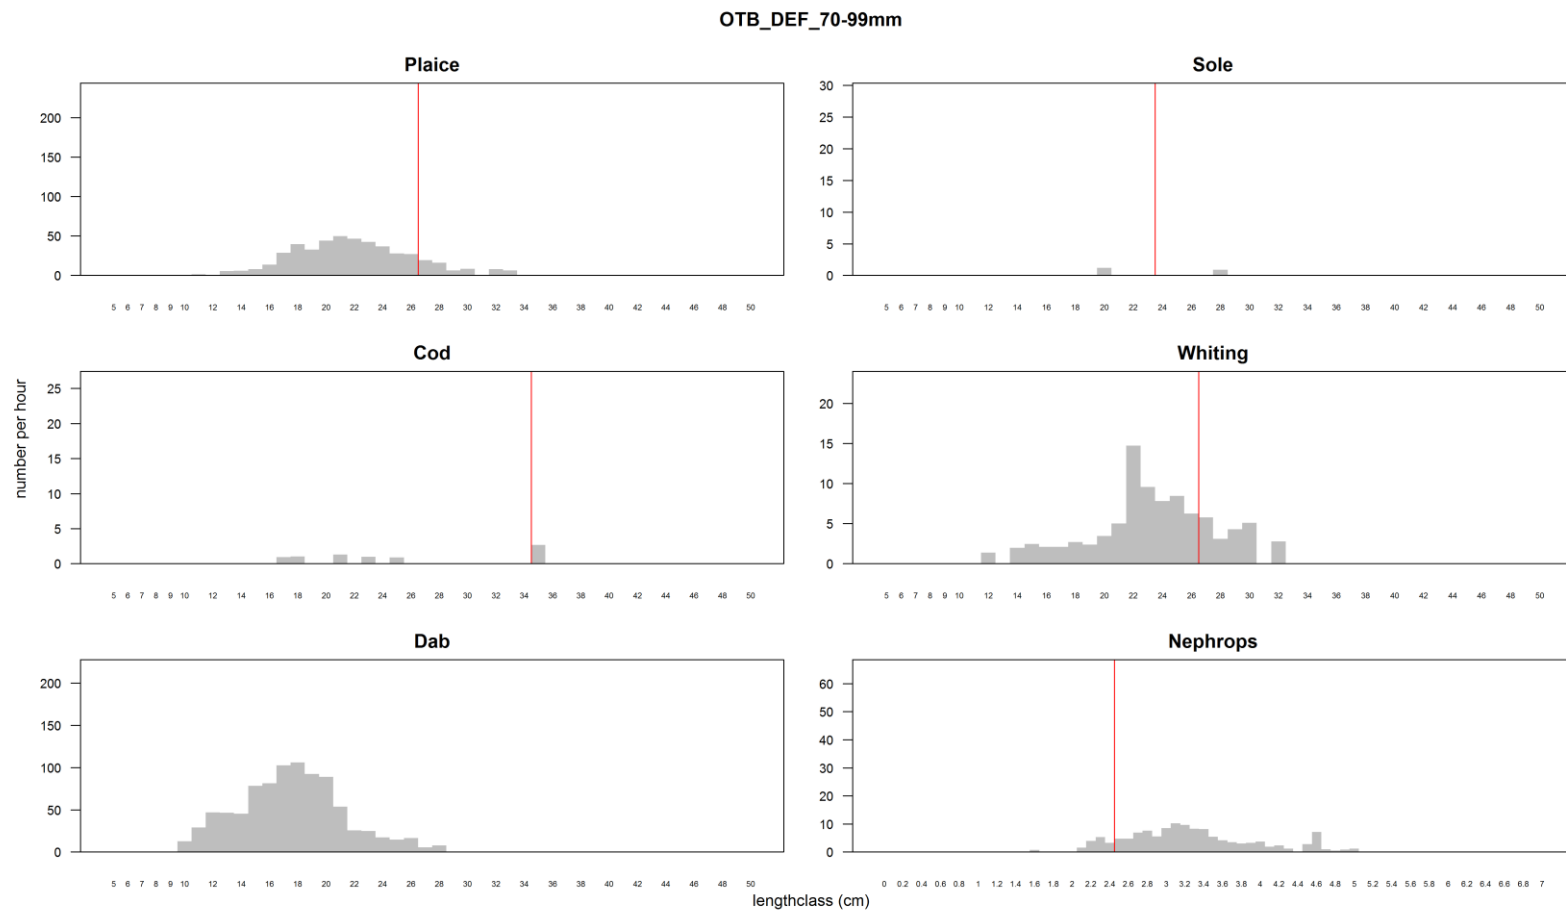 OTB_DEF_70-99mm
Plaice
200
150
100
50
0
5 6 7 8 9 10 12 14 16 18 20 22 24 26 28 30 32 34 36 38 40 42 44 46 48 50
Sole
30
25
20
15
10
5
0
5 6 7 8 9 10 12 14 16 18 20 22 24 26 28 30 32 34 36 38 40 42 44 46 48 50
number per hour
Cod
25
20
15
10
5
0
5 6 7 8 9 10 12 14 16 18 20 22 24 26 28 30 32 34 36 38 40 42 44 46 48 50
Whiting
20
15
10
5
0
5 6 7 8 9 10 12 14 16 18 20 22 24 26 28 30 32 34 36 38 40 42 44 46 48 50
Dab
200
150
100
50
0
5 6 7 8 9 10 12 14 16 18 20 22 24 26 28 30 32 34 36 38 40 42 44 46 48 50
Nephrops
60
50
40
30
20
10
0
0 0.2 0.4 0.6 0.8 1 1.2 1.4 1.6 1.8 2 2.2 2.4 2.6 2.8 3 3.2 3.4 3.6 3.8 4 4.2 4.4 4.6 4.8 5 5.2 5.4 5.6 5.8 6 6.2 6.4 6.6 6.8 7
lengthclass (cm)